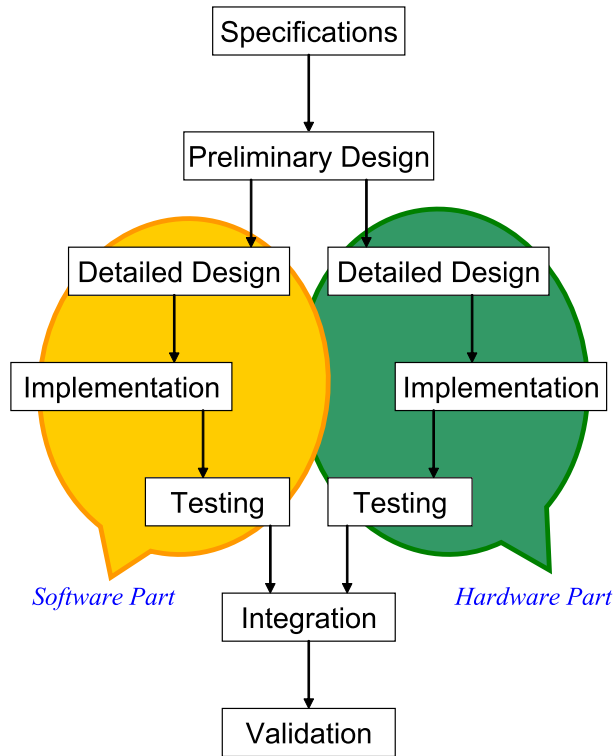 Specifications
Preliminary Design
Detailed Design
Detailed Design
Implementation
Implementation
Testing
Testing
Software Part
Hardware Part
Integration
Validation